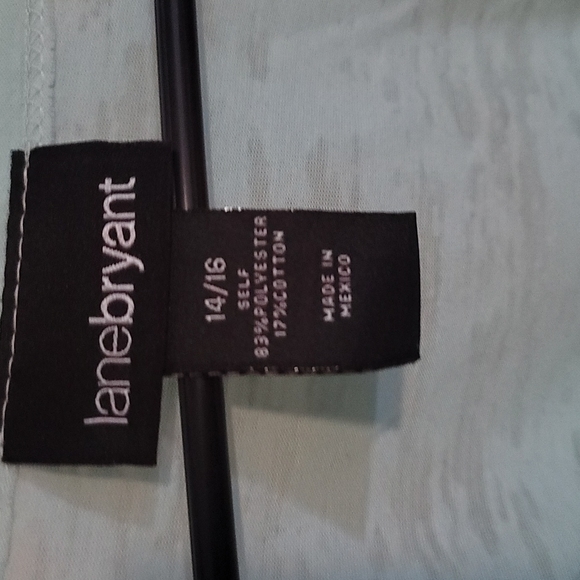 lanebryant
14/16
SELF
83%POLYESTER
17%COTTON
MADE IN
MEXICO